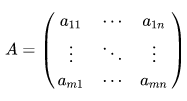 A = ( a₁₁ ⋯ a₁ₙ
⋮ ⋱ ⋮
aₘ₁ ⋯ aₘₙ )